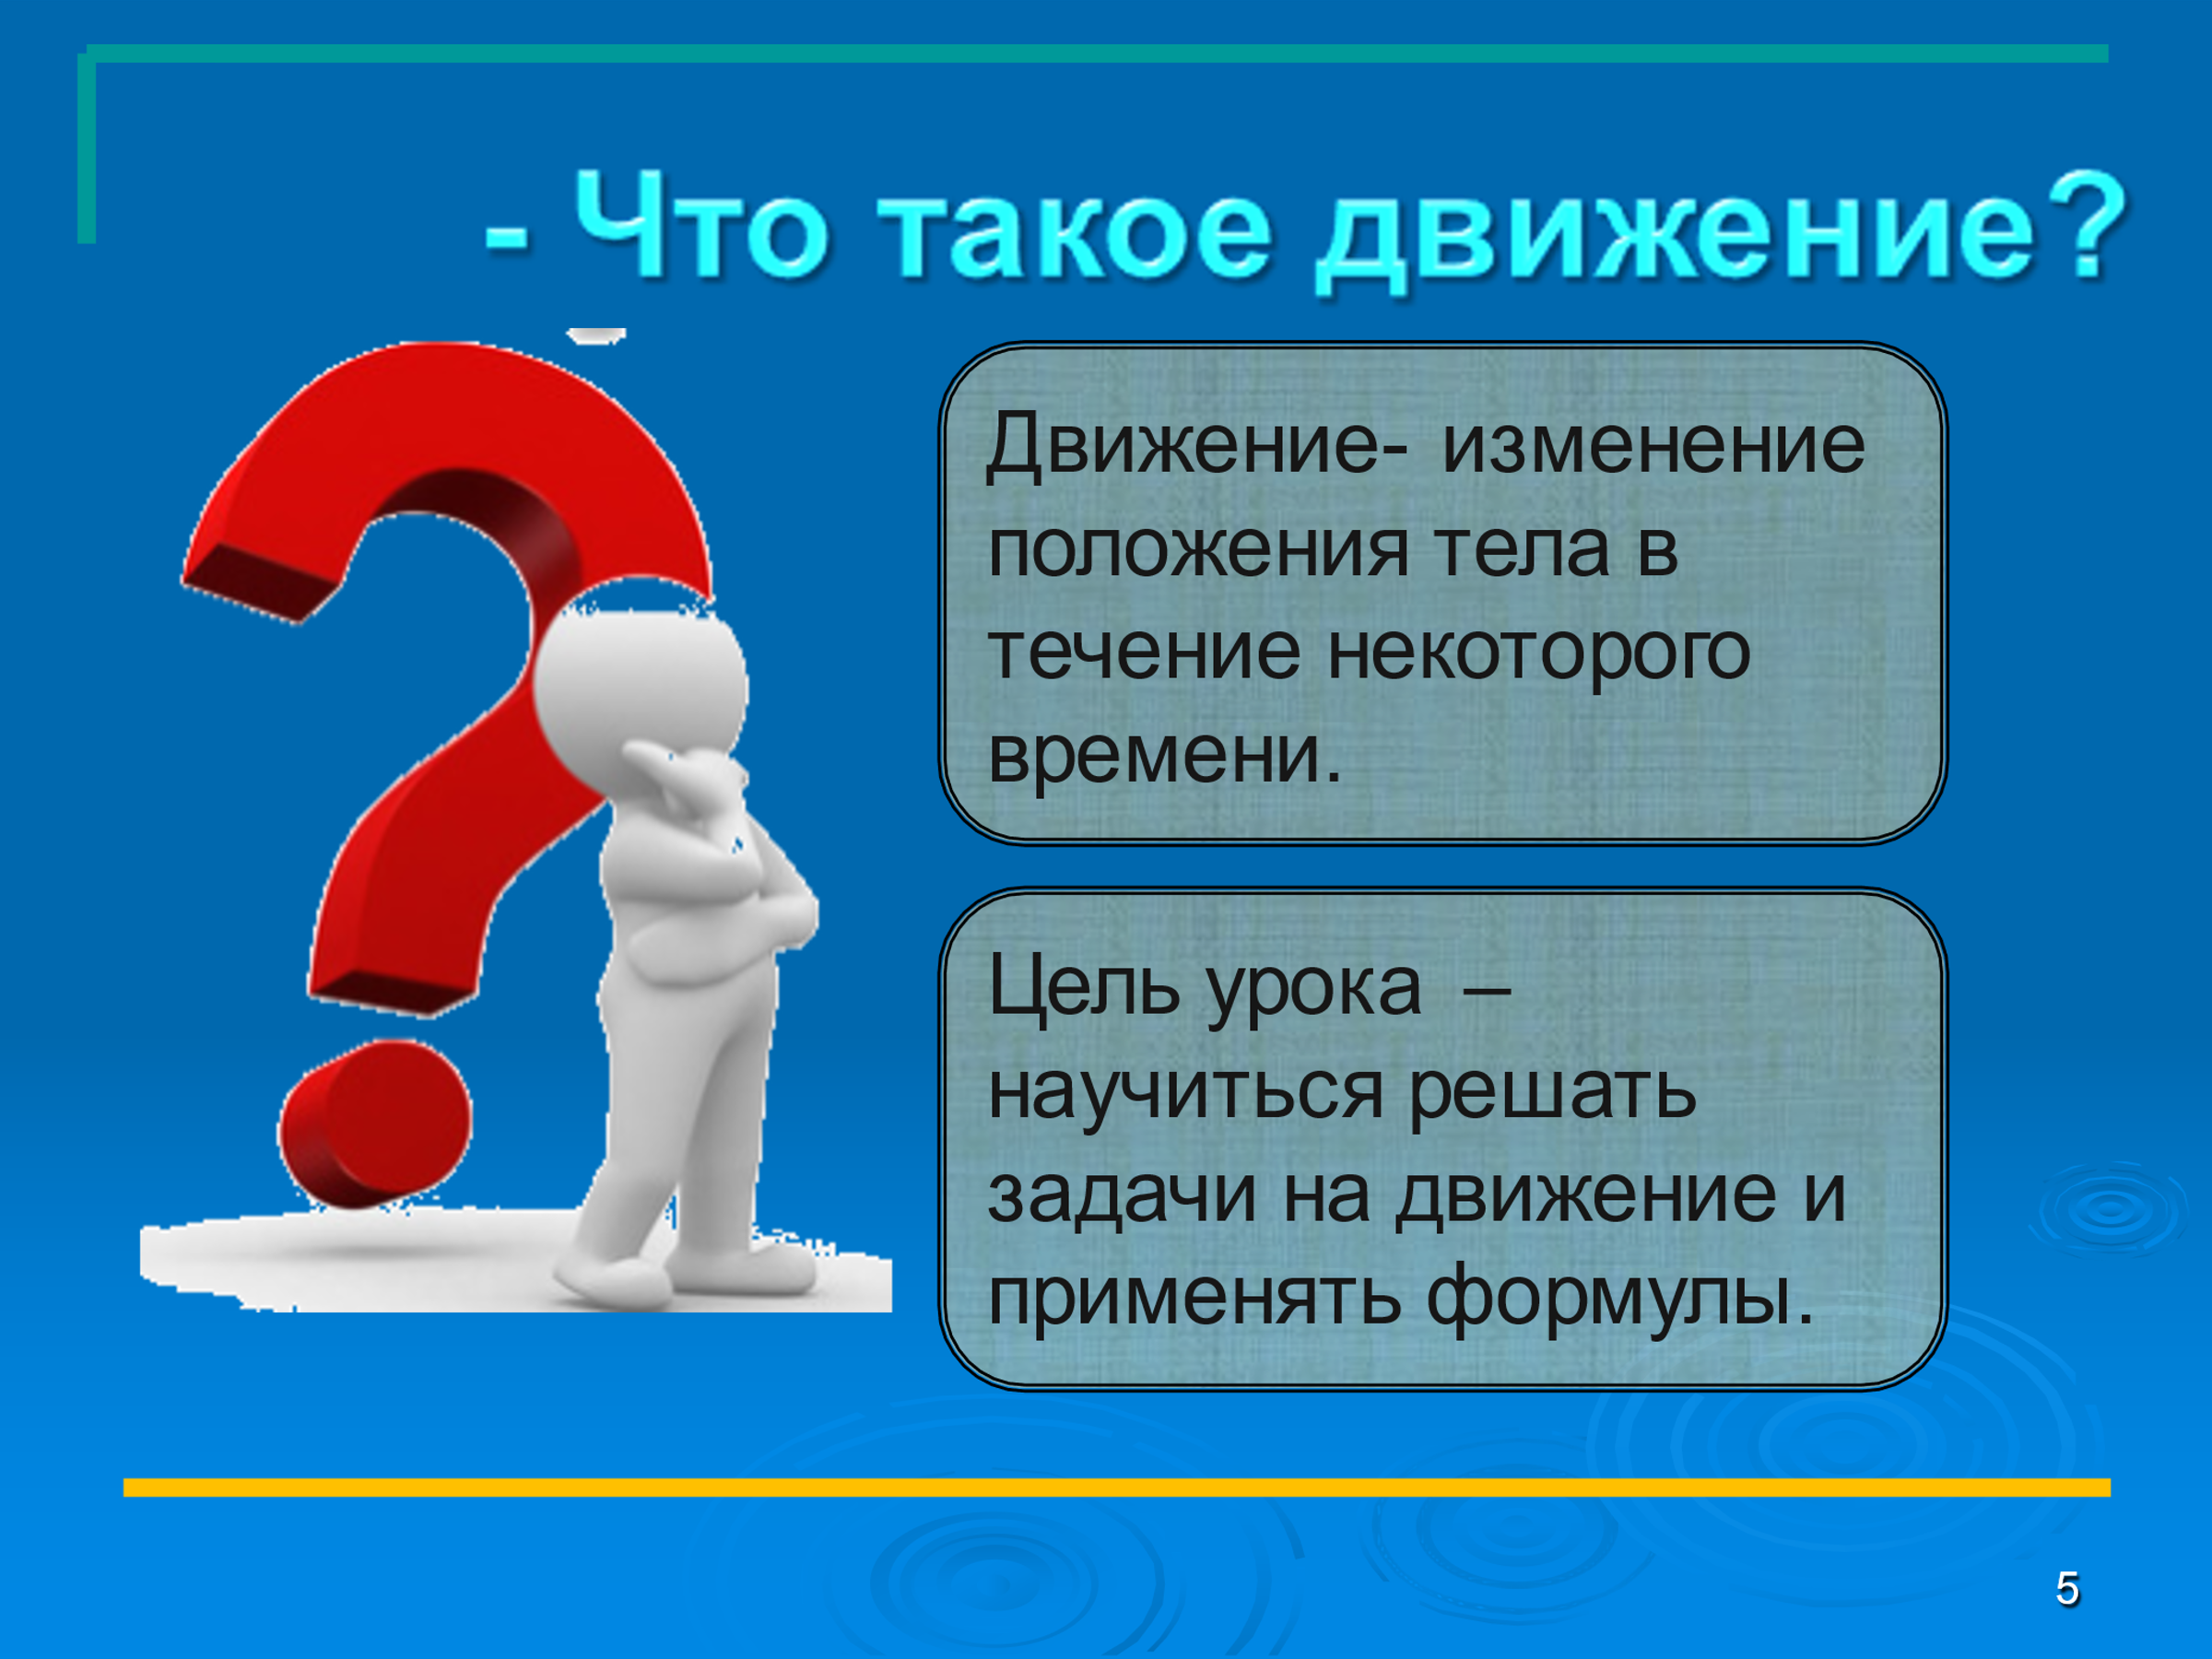 - Что такое движение?
Движение- изменение
положения тела в
течение некоторого
времени.
Цель урока –
научиться решать
задачи на движение и
применять формулы.
5